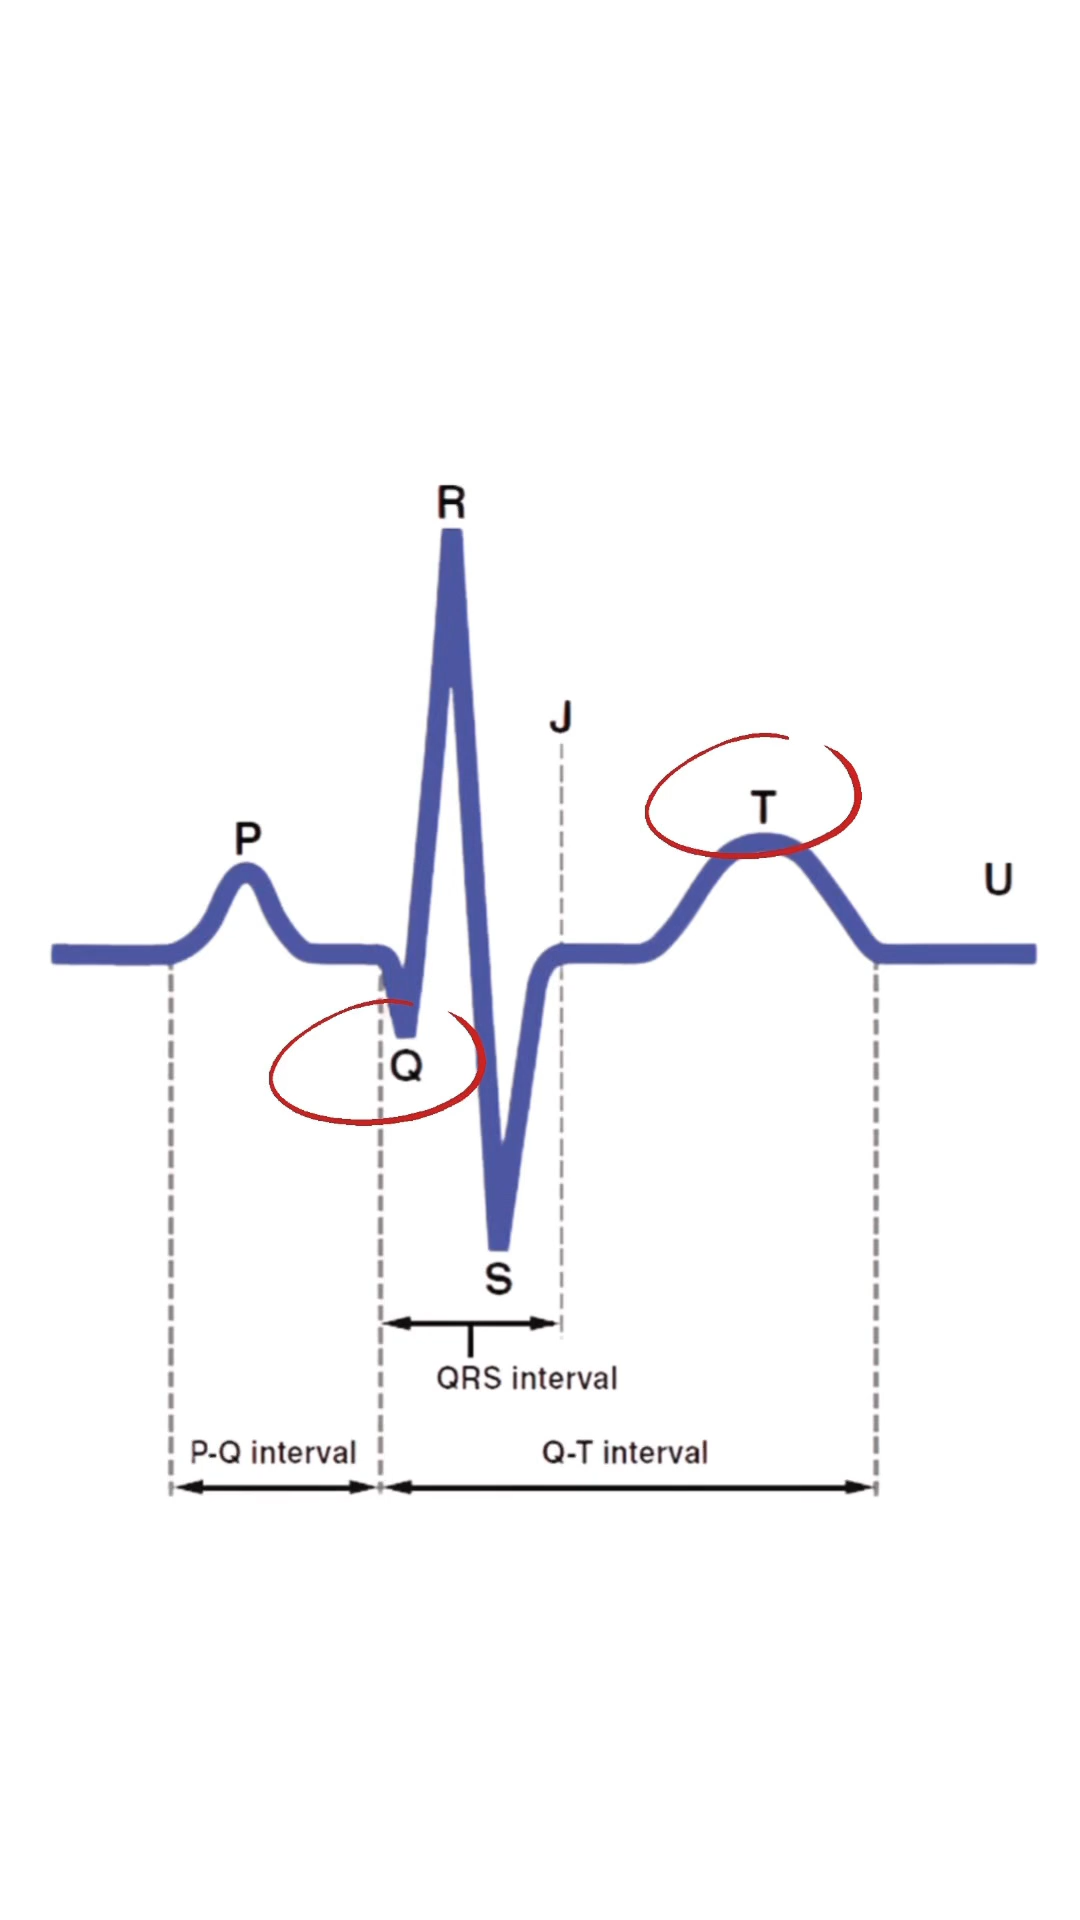 R
J
T
P
U
Q
S
QRS interval
P-Q interval
Q-T interval